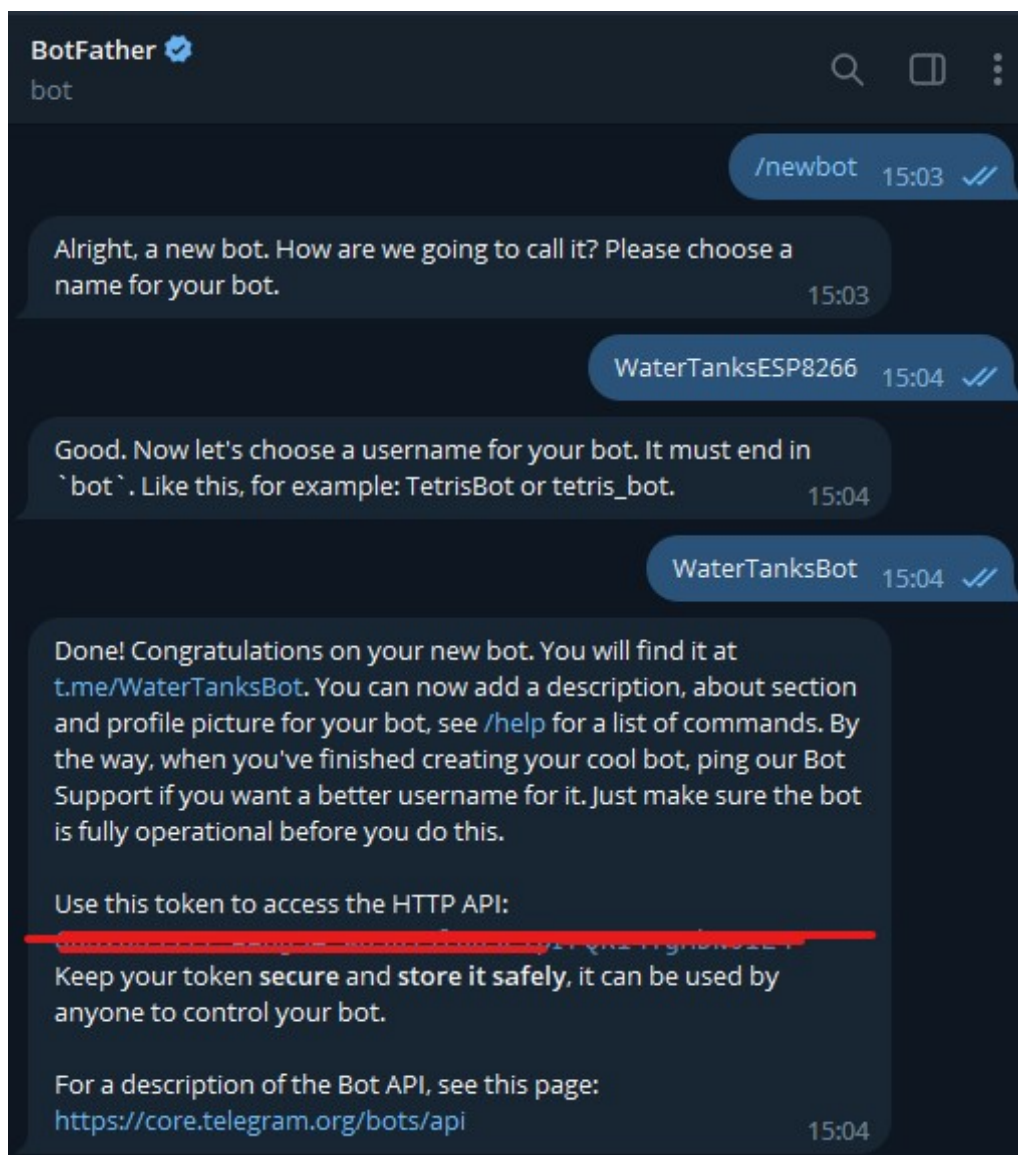 BotFather
bot
/newbot 15:03
Alright, a new bot. How are we going to call it? Please choose a
name for your bot. 15:03
WaterTanksESP8266 15:04
Good. Now let's choose a username for your bot. It must end in
`bot`. Like this, for example: TetrisBot or tetris_bot. 15:04
WaterTanksBot 15:04
Done! Congratulations on your new bot. You will find it at
t.me/WaterTanksBot. You can now add a description, about section
and profile picture for your bot, see /help for a list of commands. By
the way, when you've finished creating your cool bot, ping our Bot
Support if you want a better username for it. Just make sure the bot
is fully operational before you do this.
Use this token to access the HTTP API:
Keep your token secure and store it safely, it can be used by
anyone to control your bot.
For a description of the Bot API, see this page:
https://core.telegram.org/bots/api 15:04